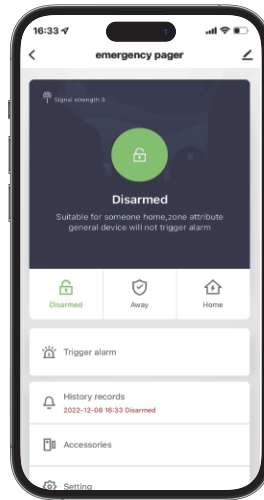 16:33
emergency pager
Signal strength 3
Disarmed
Suitable for someone home,zone attribute
general device will not trigger alarm
Disarmed
Away
Home
Trigger alarm
History records
2022-12-08 16:33 Disarmed
Accessories
Setting